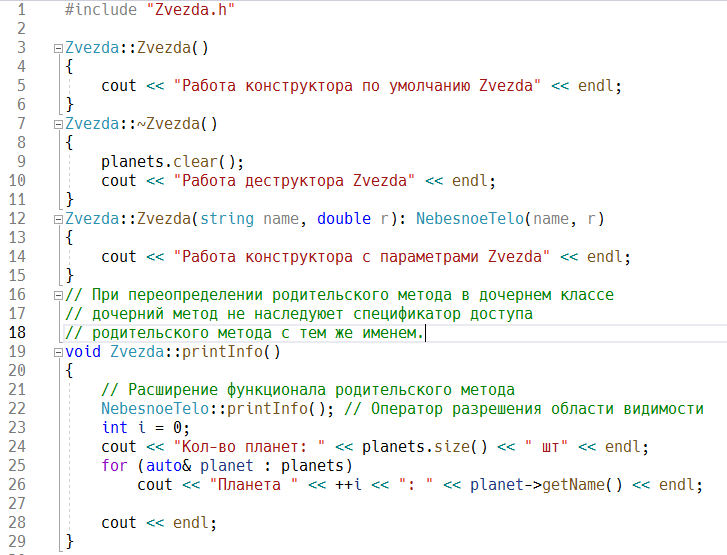 1 #include "Zvezda.h"
2
3 Zvezda::Zvezda()
4 {
5 cout << "Работа конструктора по умолчанию Zvezda" << endl;
6 }
7 Zvezda::~Zvezda()
8 {
9 planets.clear();
10 cout << "Работа деструктора Zvezda" << endl;
11 }
12 Zvezda::Zvezda(string name, double r): NebesnoeTelo(name, r)
13 {
14 cout << "Работа конструктора с параметрами Zvezda" << endl;
15 }
16 // При переопределении родительского метода в дочернем классе
17 // дочерний метод не наследуюет спецификатор доступа
18 // родительского метода с тем же именем.
19 void Zvezda::printInfo()
20 {
21 // Расширение функционала родительского метода
22 NebesnoeTelo::printInfo(); // Оператор разрешения области видимости
23 int i = 0;
24 cout << "Кол-во планет: " << planets.size() << " шт" << endl;
25 for (auto& planet : planets)
26 cout << "Планета " << ++i << ": " << planet->getName() << endl;
27
28 cout << endl;
29 }